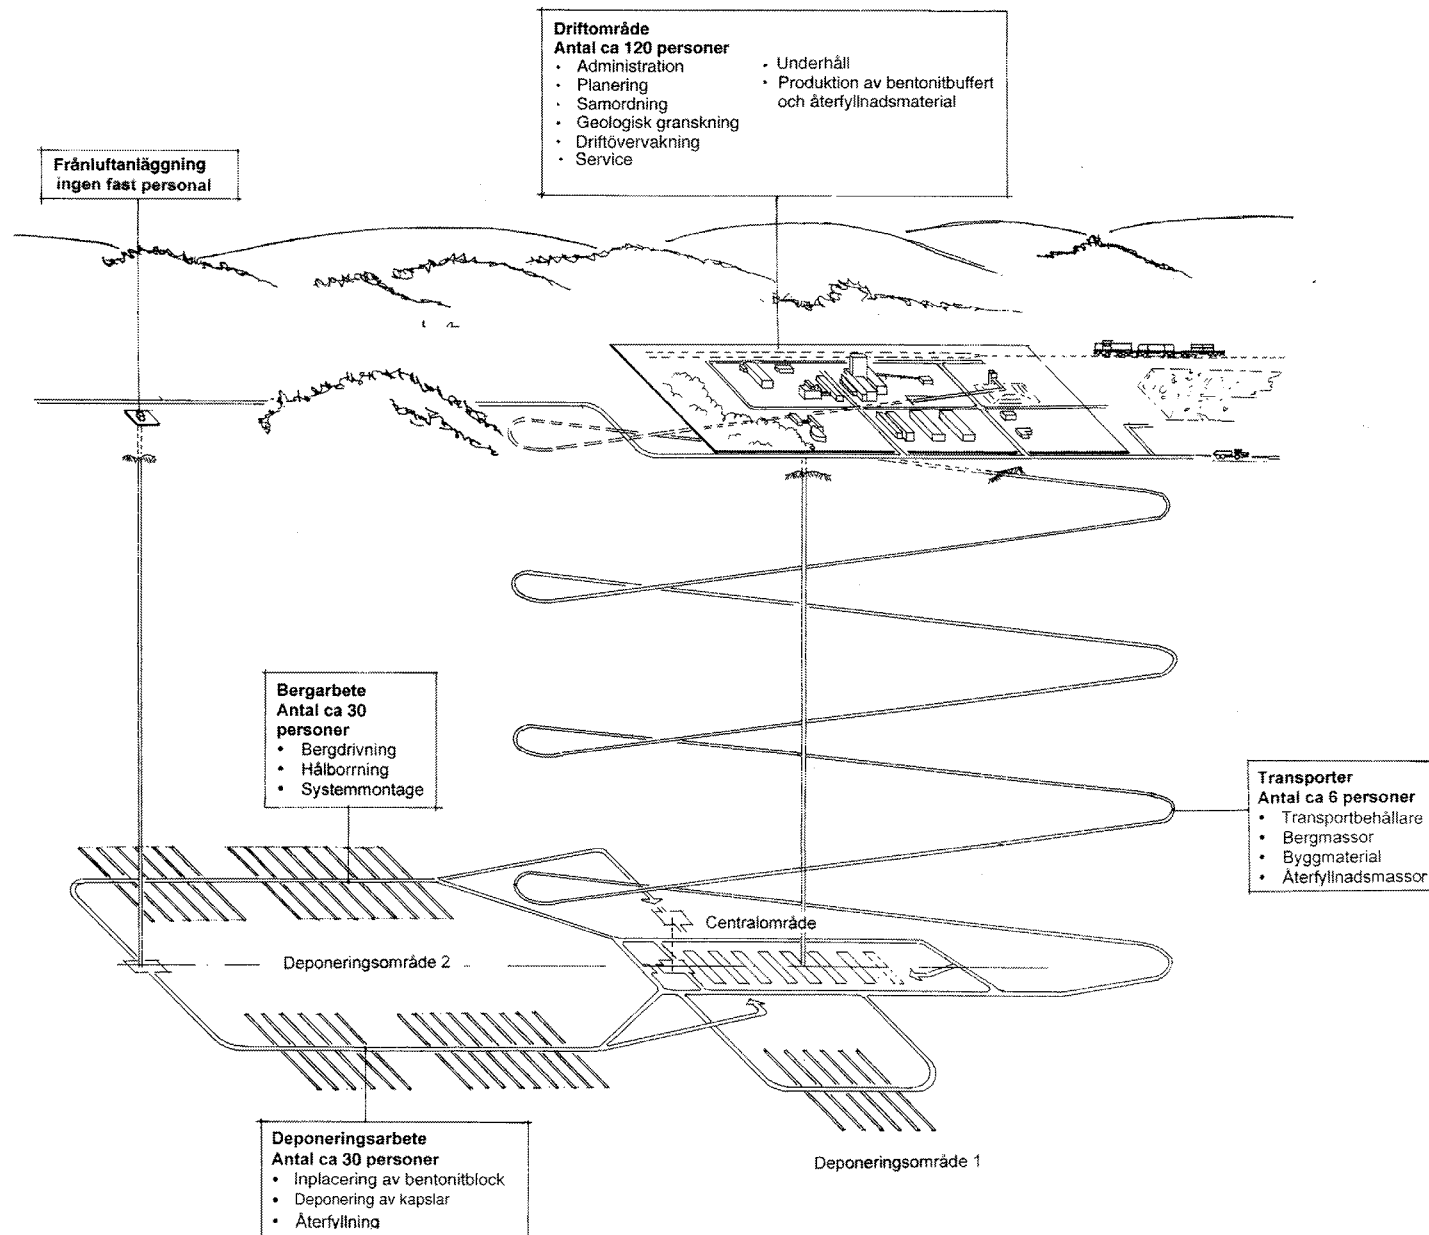 Driftområde
Antal ca 120 personer
· Administration
· Planering
· Samordning
· Geologisk granskning
· Driftövervakning
· Service
· Underhåll
· Produktion av bentonitbuffert
och återfyllnadsmaterial
Frånluftanläggning
ingen fast personal
Bergarbete
Antal ca 30
personer
• Bergdrivning
• Hålborrning
• Systemmontage
Transporter
Antal ca 6 personer
• Transportbehållare
• Bergmassor
• Byggmaterial
• Återfyllnadsmassor
Centralområde
Deponeringsområde 2
Deponeringsarbete
Antal ca 30 personer
• Inplacering av bentonitblock
• Deponering av kapslar
• Återfyllning
Deponeringsområde 1